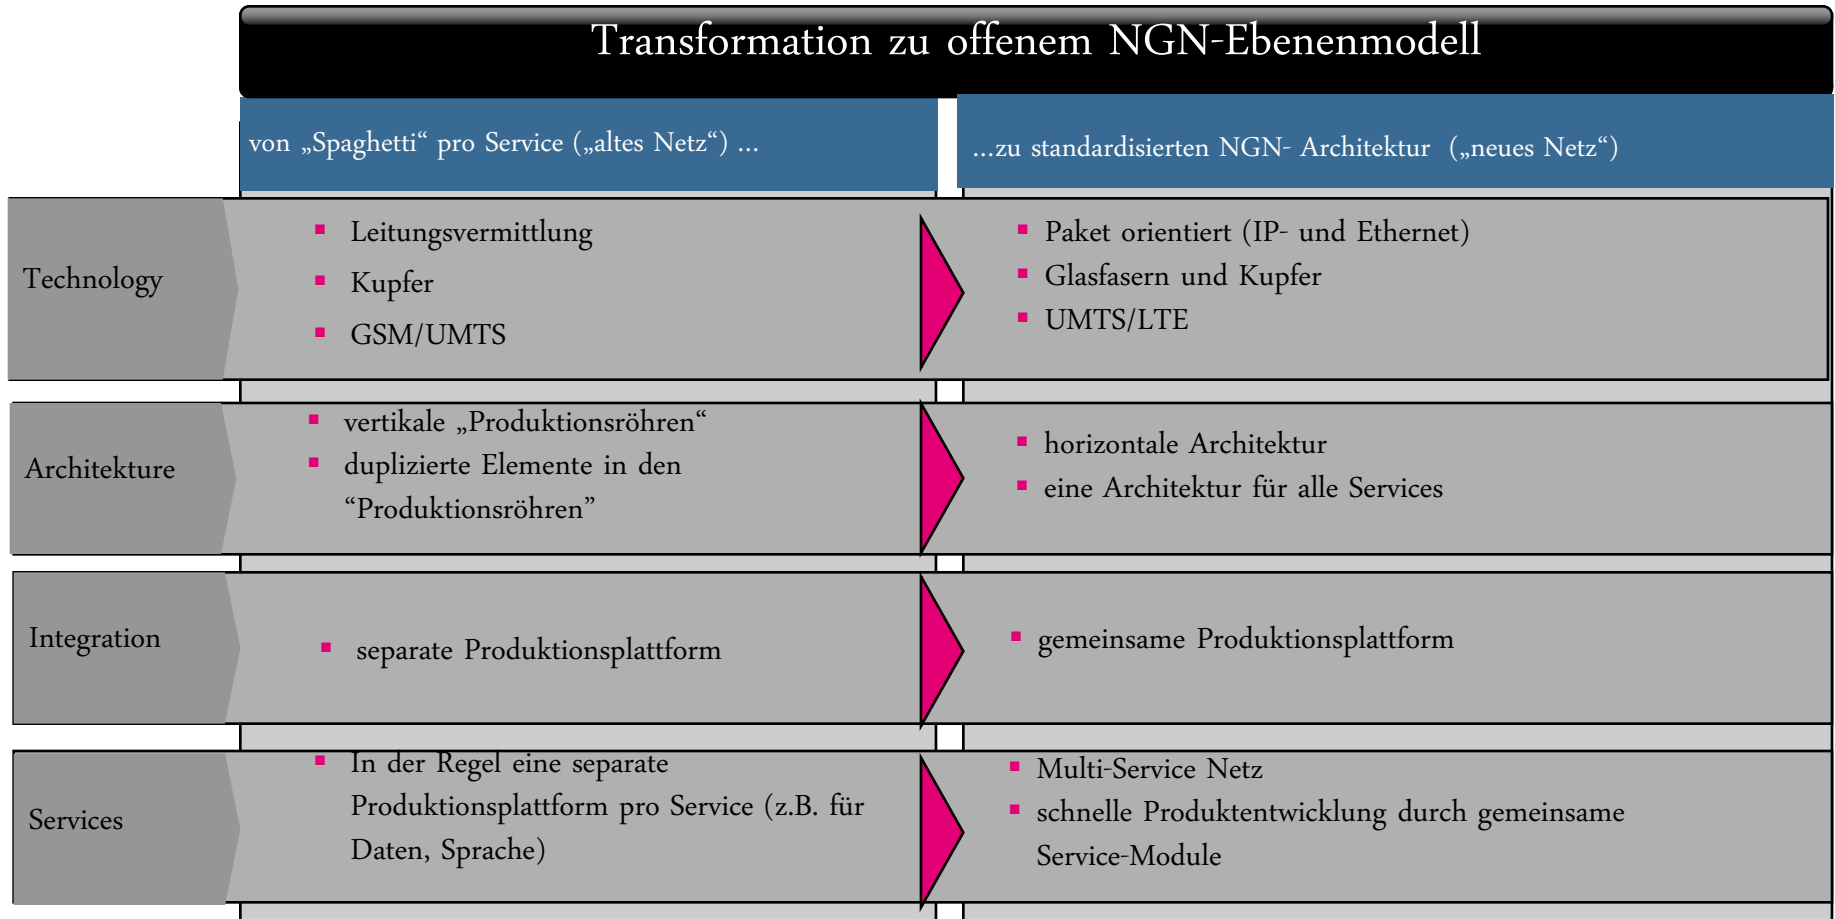 Transformation zu offenem NGN-Ebenenmodell
von „Spaghetti“ pro Service („altes Netz“) ...
...zu standardisierten NGN- Architektur („neues Netz“)
Technology
▪ Leitungsvermittlung
▪ Kupfer
▪ GSM/UMTS
▪ Paket orientiert (IP- und Ethernet)
▪ Glasfasern und Kupfer
▪ UMTS/LTE
Architekture
▪ vertikale „Produktionsröhren“
▪ duplizierte Elemente in den
“Produktionsröhren”
▪ horizontale Architektur
▪ eine Architektur für alle Services
Integration
▪ separate Produktionsplattform
▪ gemeinsame Produktionsplattform
Services
▪ In der Regel eine separate
Produktionsplattform pro Service (z.B. für
Daten, Sprache)
▪ Multi-Service Netz
▪ schnelle Produktentwicklung durch gemeinsame
Service-Module